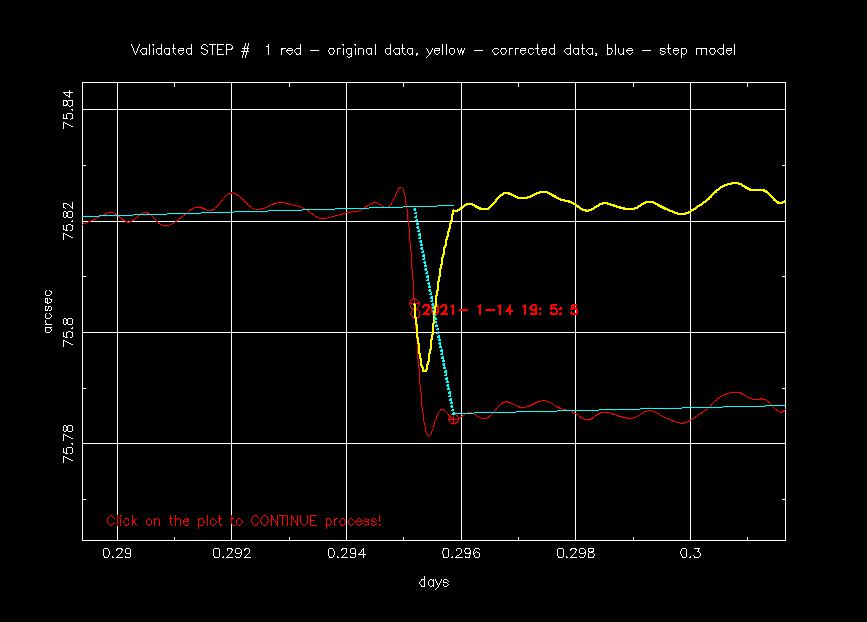 Validated STEP #  1 red - original data, yellow - corrected data, blue - step model
75.84
75.82
arcsec
75.8
2021- 1-14 19: 5: 5
75.78
Click on the plot to CONTINUE process!
0.29 0.292 0.294 0.296 0.298 0.3
days